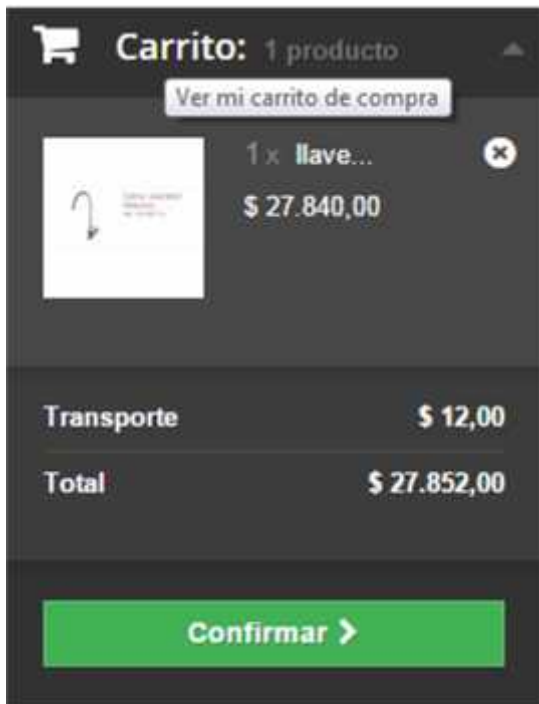 Carrito: 1 producto
Ver mi carrito de compra
1 x llave...
$ 27.840,00
Transporte $ 12,00
Total $ 27.852,00
Confirmar